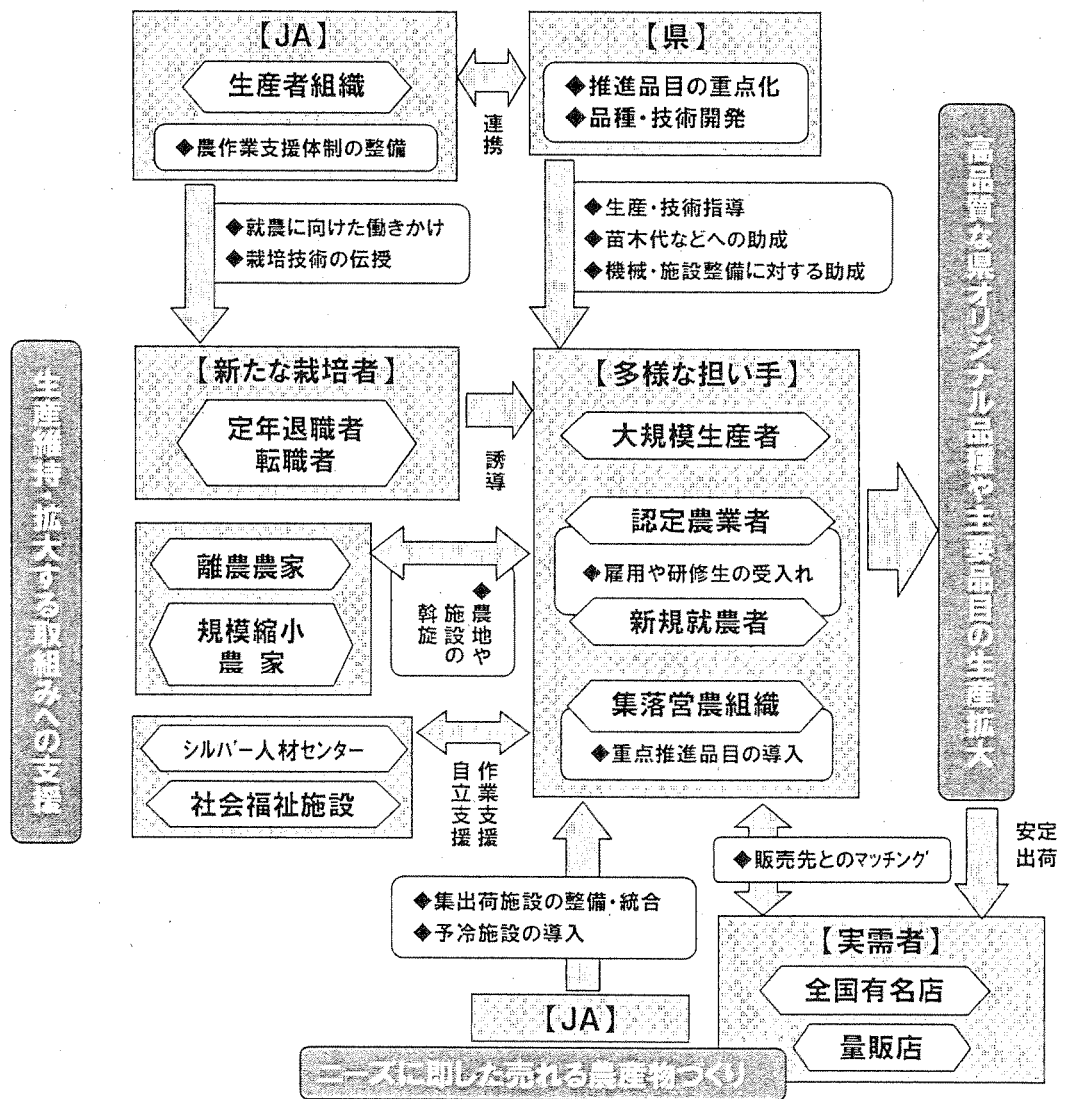 【JA】
生産者組織
◆農作業支援体制の整備
連携
【県】
◆推進品目の重点化
◆品種・技術開発
◆就農に向けた働きかけ
◆栽培技術の伝授
◆生産・技術指導
◆苗木代などへの助成
◆機械・施設整備に対する助成
生産維持・拡大する取組みへの支援
【新たな栽培者】
定年退職者
転職者
誘導
【多様な担い手】
大規模生産者
認定農業者
◆雇用や研修生の受入れ
新規就農者
集落営農組織
◆重点推進品目の導入
離農農家
規模縮小
農 家
◆農地や
施設の
斡旋
シルバー人材センター
社会福祉施設
作業支援
自立支援
高品質な県オリジナル品種や主要品目の生産拡大
安定
出荷
◆販売先とのマッチング
◆集出荷施設の整備・統合
◆予冷施設の導入
【JA】
【実需者】
全国有名店
量販店
ニーズに即した売れる農産物づくり